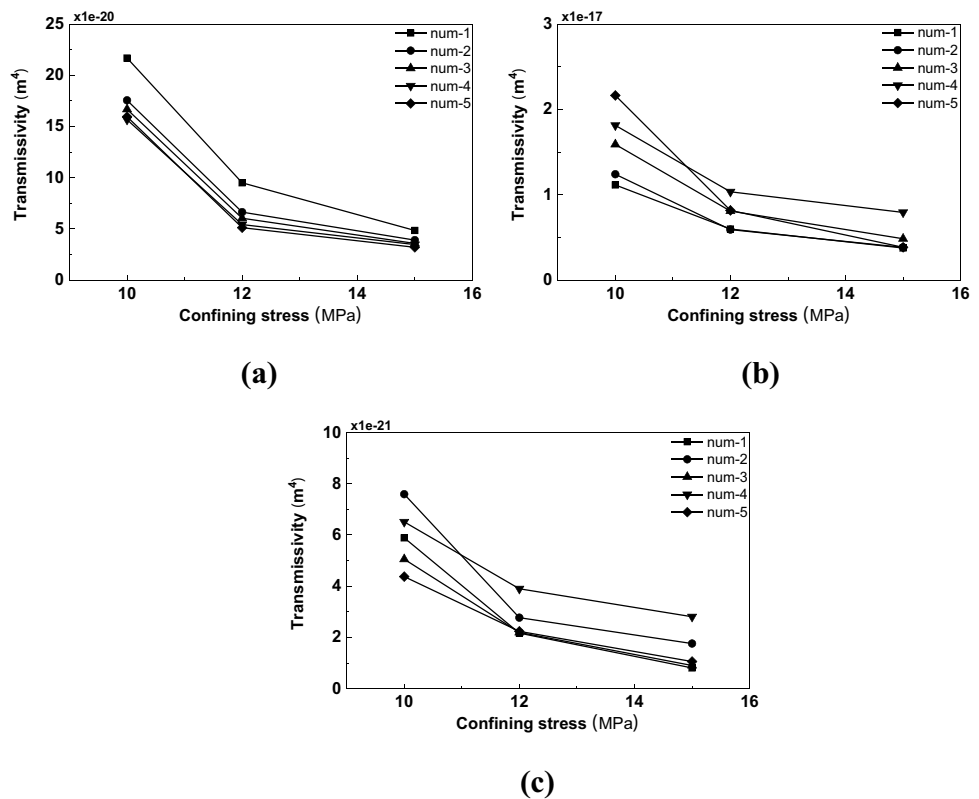 x1e-20
25
20
15
10
5
0
Transmissivity (m⁴)
num-1
num-2
num-3
num-4
num-5
10 12 14 16
Confining stress (MPa)
(a)
x1e-17
3
2
1
0
Transmissivity (m⁴)
num-1
num-2
num-3
num-4
num-5
10 12 14 16
Confining stress (MPa)
(b)
x1e-21
10
8
6
4
2
0
Transmissivity (m⁴)
num-1
num-2
num-3
num-4
num-5
10 12 14 16
Confining stress (MPa)
(c)